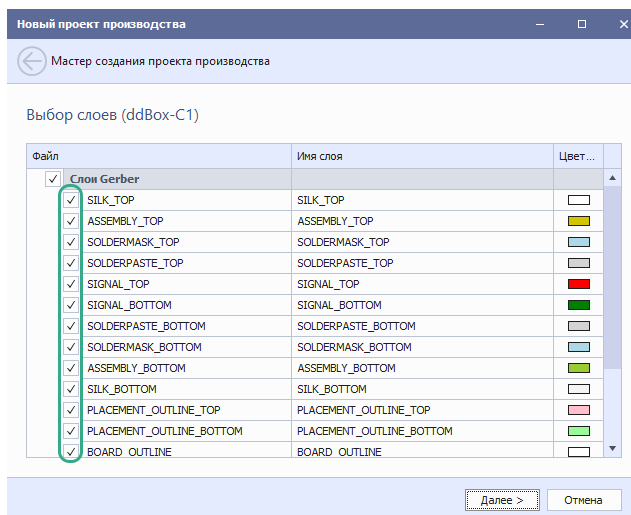 Новый проект производства
Мастер создания проекта производства
Выбор слоев (ddBox-C1)
Файл Имя слоя Цвет...
Слои Gerber
SILK_TOP SILK_TOP
ASSEMBLY_TOP ASSEMBLY_TOP
SOLDERMASK_TOP SOLDERMASK_TOP
SOLDERPASTE_TOP SOLDERPASTE_TOP
SIGNAL_TOP SIGNAL_TOP
SIGNAL_BOTTOM SIGNAL_BOTTOM
SOLDERPASTE_BOTTOM SOLDERPASTE_BOTTOM
SOLDERMASK_BOTTOM SOLDERMASK_BOTTOM
ASSEMBLY_BOTTOM ASSEMBLY_BOTTOM
SILK_BOTTOM SILK_BOTTOM
PLACEMENT_OUTLINE_TOP PLACEMENT_OUTLINE_TOP
PLACEMENT_OUTLINE_BOTTOM PLACEMENT_OUTLINE_BOTTOM
BOARD_OUTLINE BOARD_OUTLINE
Далее > Отмена